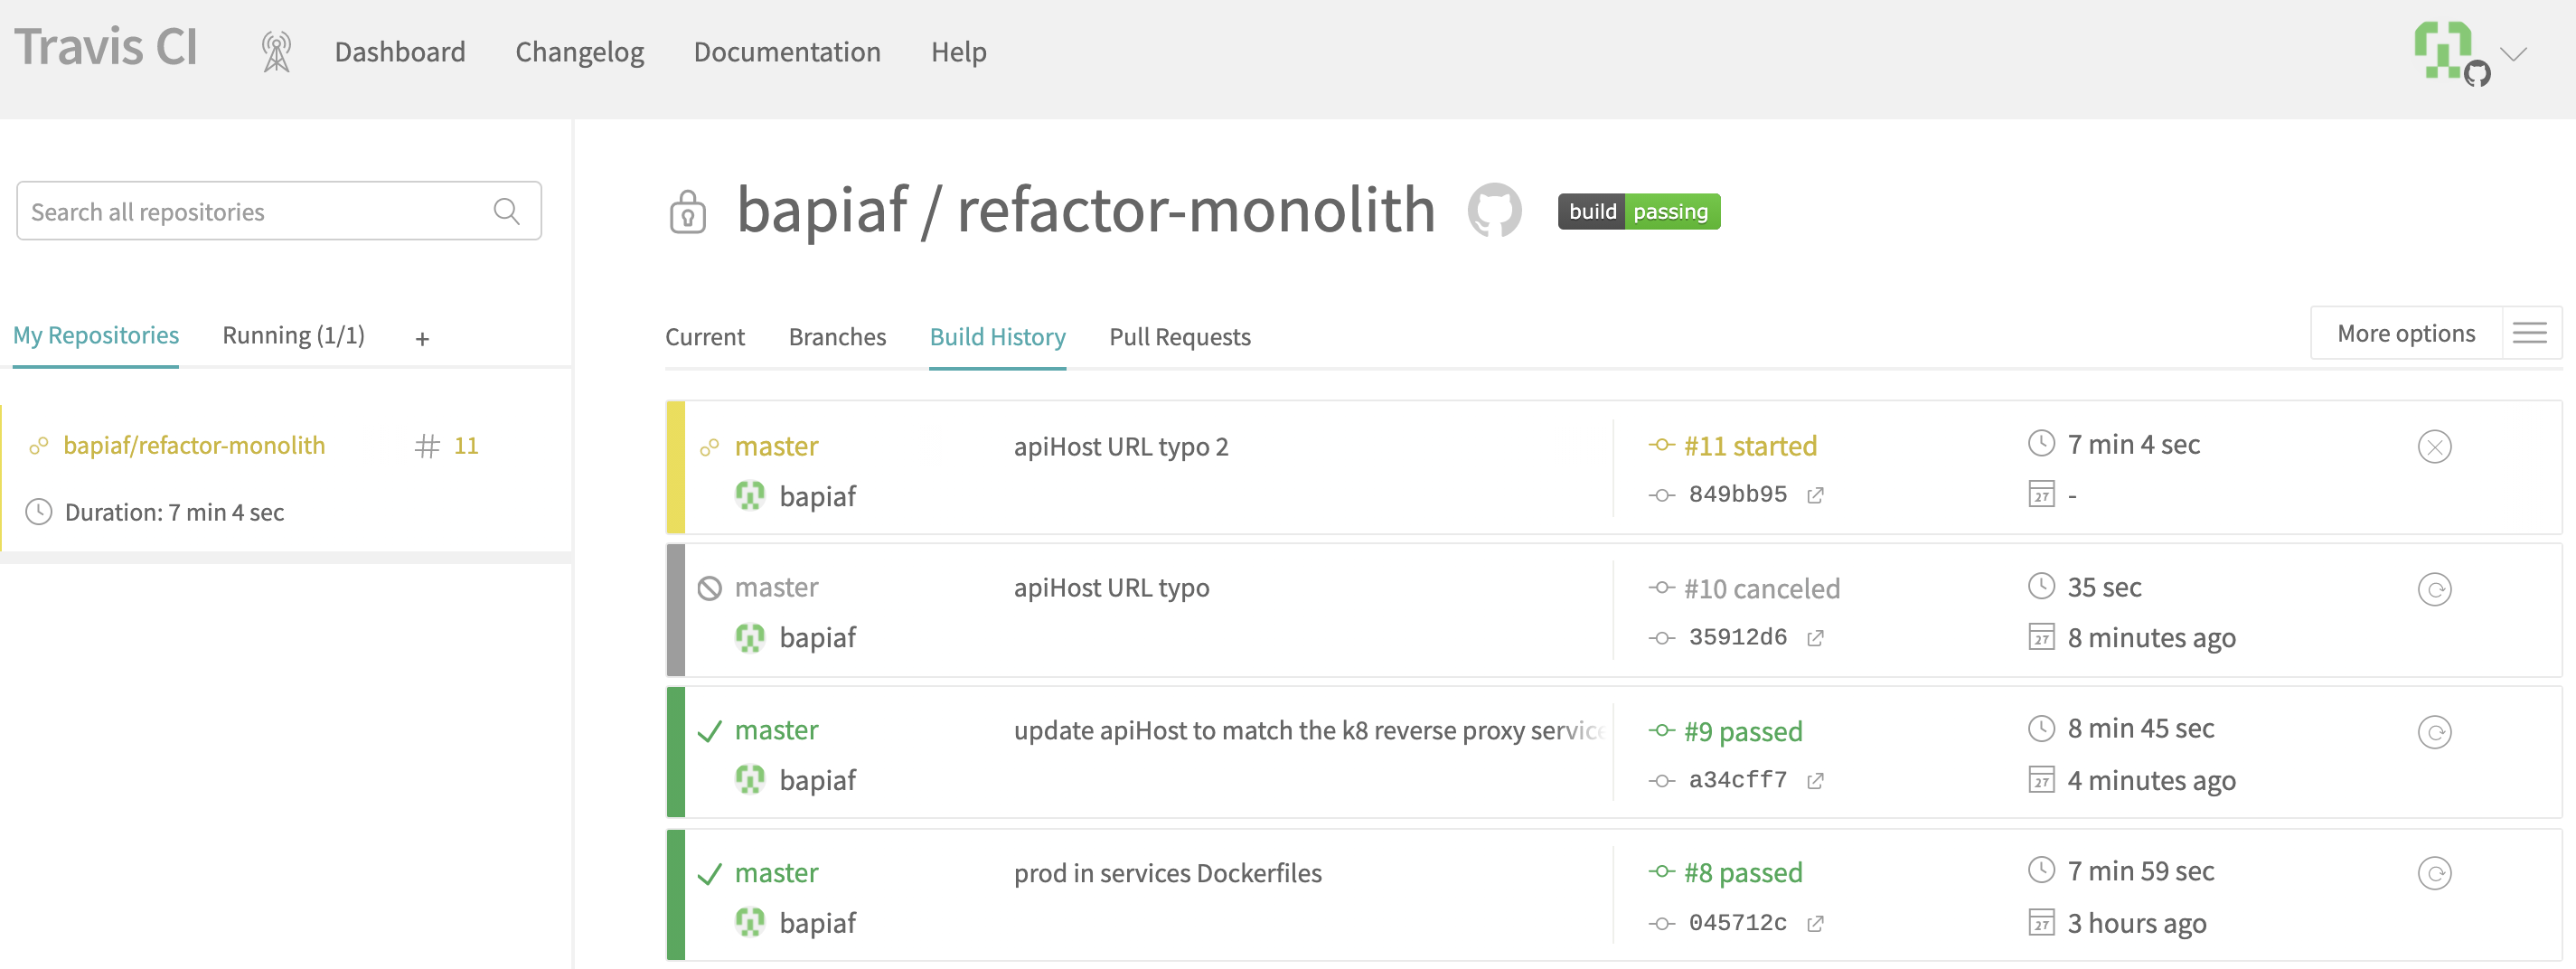 Travis CI Dashboard Changelog Documentation Help
Search all repositories
My Repositories Running (1/1) +
bapiaf/refactor-monolith # 11
Duration: 7 min 4 sec
bapiaf / refactor-monolith build passing
Current Branches Build History Pull Requests More options
master apiHost URL typo 2 #11 started 7 min 4 sec
bapiaf 849bb95 27 -
master apiHost URL typo #10 canceled 35 sec
bapiaf 35912d6 27 8 minutes ago
master update apiHost to match the k8 reverse proxy service #9 passed 8 min 45 sec
bapiaf a34cff7 27 4 minutes ago
master prod in services Dockerfiles #8 passed 7 min 59 sec
bapiaf 045712c 27 3 hours ago